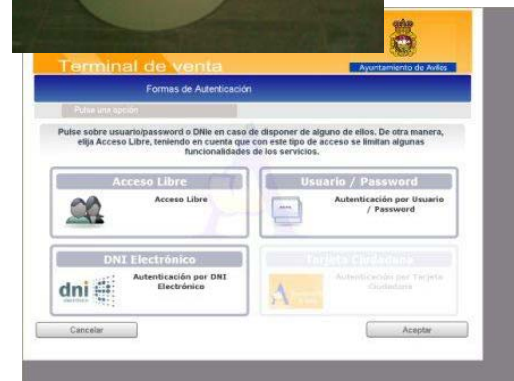 Terminal de venta
Ayuntamiento de Avilés
Formas de Autenticación
Pulse una opción
Pulse sobre usuario/password o DNIe en caso de disponer de alguno de ellos. De otra manera,
elija Acceso Libre, teniendo en cuenta que con este tipo de acceso se limitan algunas
funcionalidades de los servicios.
Acceso Libre
Acceso Libre
Usuario / Password
Autenticación por Usuario
/ Password
DNI Electrónico
Autenticación por DNI
Electrónico
dni
Tarjeta Ciudadana
Autenticación por Tarjeta
Ciudadana
Cancelar
Aceptar